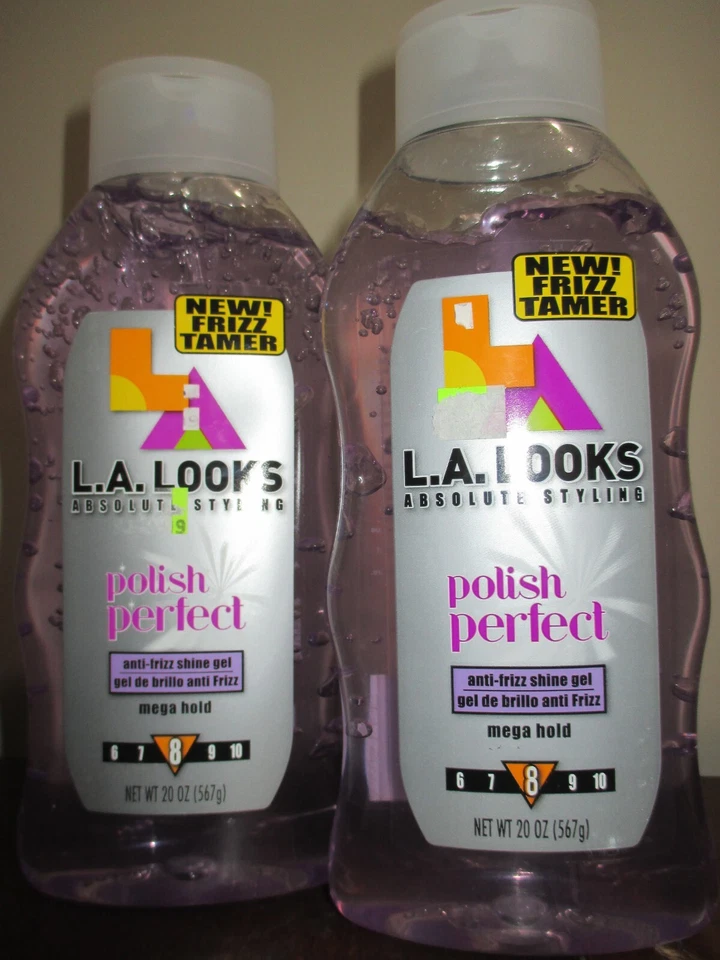 NEW!
FRIZZ
TAMER
L.A. LOOKS
ABSOLUTE STYLING
9
polish
perfect
anti-frizz shine gel
gel de brillo anti Frizz
mega hold
6 7 8 9 10
NET WT 20 OZ (567g)
NEW!
FRIZZ
TAMER
LA
L.A. LOOKS
ABSOLUTE STYLING
polish
perfect
anti-frizz shine gel
gel de brillo anti Frizz
mega hold
6 7 8 9 10
NET WT 20 OZ (567g)